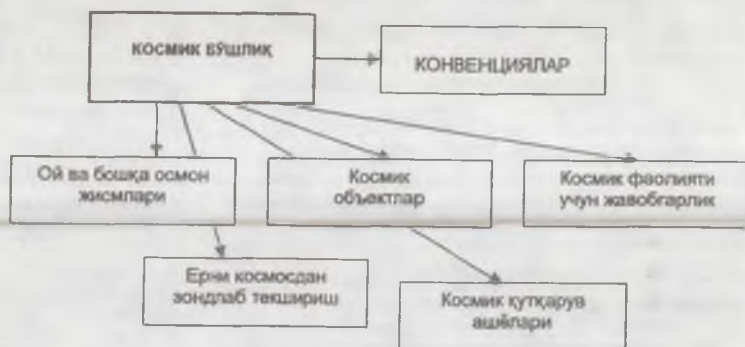 КОСМИК БЎШЛИҚ
КОНВЕНЦИЯЛАР
Ой ва бошқа осмон
жисмлари
Космик
объектлар
Космик фаолияти
учун жавобгарлик
Ерни космосдан
зондлаб текшириш
Космик қутқарув
ашёлари